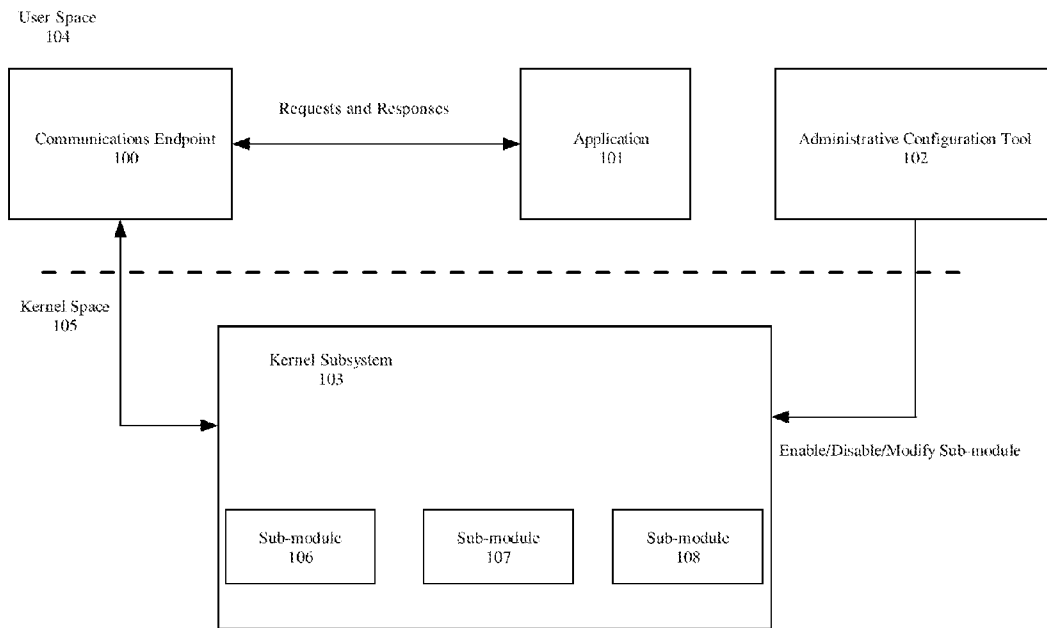 User Space
104
Communications Endpoint
100
Requests and Responses
Application
101
Administrative Configuration Tool
102
Kernel Space
105
Kernel Subsystem
103
Enable/Disable/Modify Sub-module
Sub-module
106
Sub-module
107
Sub-module
108